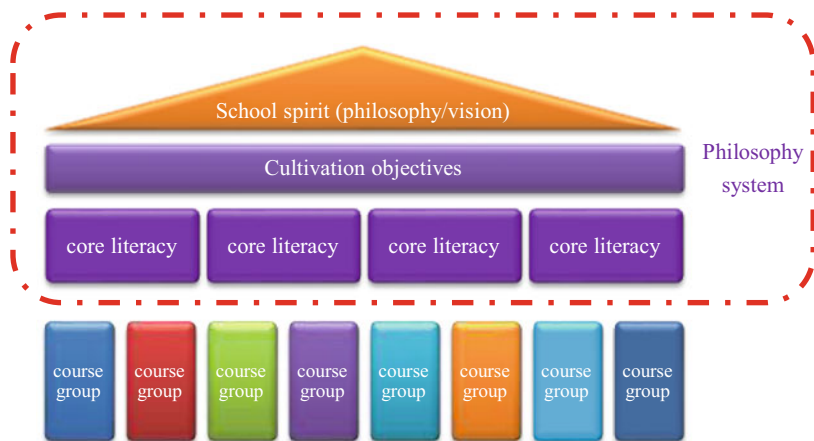 School spirit (philosophy/vision)
Cultivation objectives
Philosophy
system
core literacy
core literacy
core literacy
core literacy
course
group
course
group
course
group
course
group
course
group
course
group
course
group
course
group